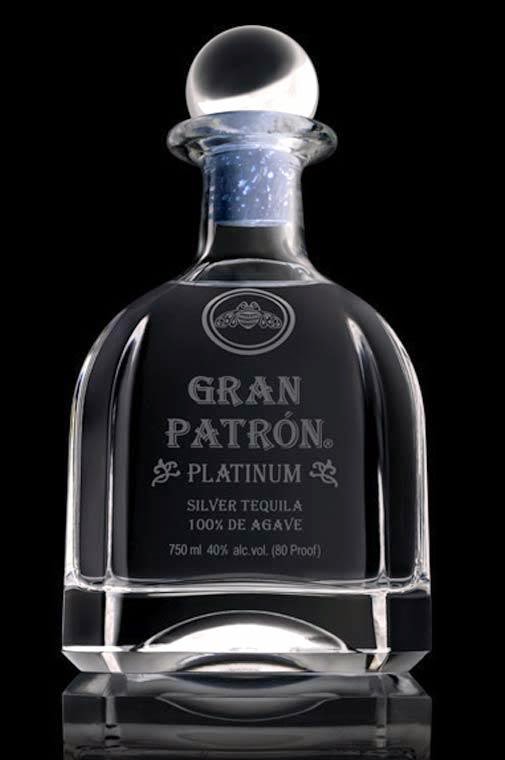 GRAN
PATRÓN®
PLATINUM
SILVER TEQUILA
100% DE AGAVE
750 ml 40% alc.vol. (80 Proof)